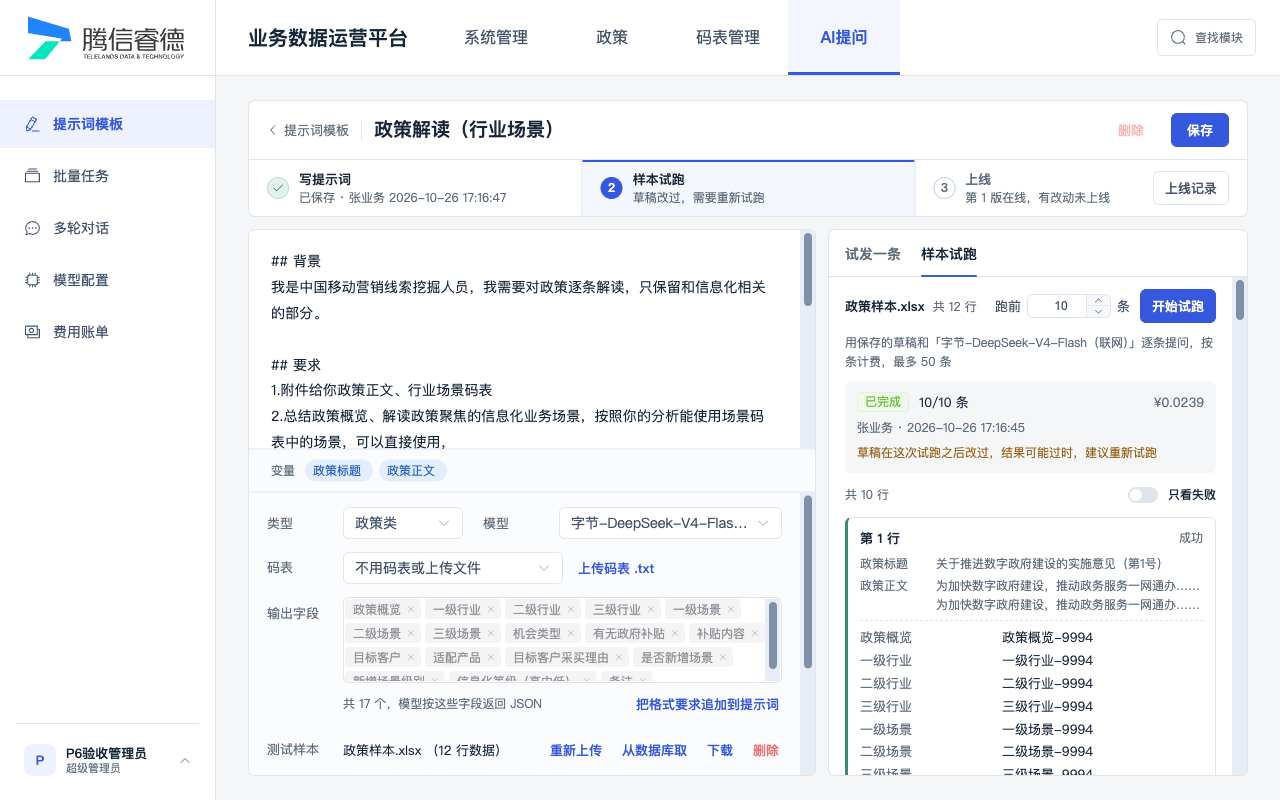 腾信睿德
TELELANDS DATA & TECHNOLOGY
业务数据运营平台
系统管理
政策
码表管理
AI提问
查找模块
提示词模板
批量任务
多轮对话
模型配置
费用账单
P
P6验收管理员
超级管理员
提示词模板
政策解读（行业场景）
删除
保存
写提示词
已保存 · 张业务 2026-10-26 17:16:47
2
样本试跑
草稿改过，需要重新试跑
3
上线
第 1 版在线，有改动未上线
上线记录
## 背景
我是中国移动营销线索挖掘人员，我需要对政策逐条解读，只保留和信息化相关
的部分。
## 要求
1.附件给你政策正文、行业场景码表
2.总结政策概览、解读政策聚焦的信息化业务场景，按照你的分析能使用场景码
表中的场景，可以直接使用，
变量
政策标题
政策正文
类型
政策类
模型
字节-DeepSeek-V4-Flas...
码表
不用码表或上传文件
上传码表 .txt
输出字段
政策概览 × 一级行业 × 二级行业 × 三级行业 × 一级场景 ×
二级场景 × 三级场景 × 机会类型 × 有无政府补贴 × 补贴内容 ×
目标客户 × 适配产品 × 目标客户采买理由 × 是否新增场景 ×
新增场景级别 × 信息化等级（高中低） × 备注 ×
共 17 个，模型按这些字段返回 JSON
把格式要求追加到提示词
测试样本
政策样本.xlsx （12 行数据）
重新上传
从数据库取
下载
删除
试发一条
样本试跑
政策样本.xlsx 共 12 行
跑前
10
条
开始试跑
用保存的草稿和「字节-DeepSeek-V4-Flash（联网）」逐条提问，按
条计费，最多 50 条
已完成
10/10 条
¥0.0239
张业务 · 2026-10-26 17:16:45
草稿在这次试跑之后改过，结果可能过时，建议重新试跑
共 10 行
只看失败
第 1 行
成功
政策标题 关于推进数字政府建设的实施意见（第1号）
政策正文 为加快数字政府建设，推动政务服务一网通办……
为加快数字政府建设，推动政务服务一网通办……
政策概览 政策概览-9994
一级行业 一级行业-9994
二级行业 二级行业-9994
三级行业 三级行业-9994
一级场景 一级场景-9994
二级场景 二级场景-9994
三级场景 三级场景-9994